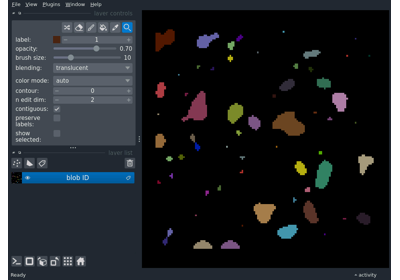 File View Plugins Window Help
layer controls
label: 1
opacity: 0.70
brush size: 10
blending: translucent
color mode: auto
contour: 0
n edit dim: 2
contiguous:
preserve
labels:
show
selected:
layer list
blob ID
Ready
activity